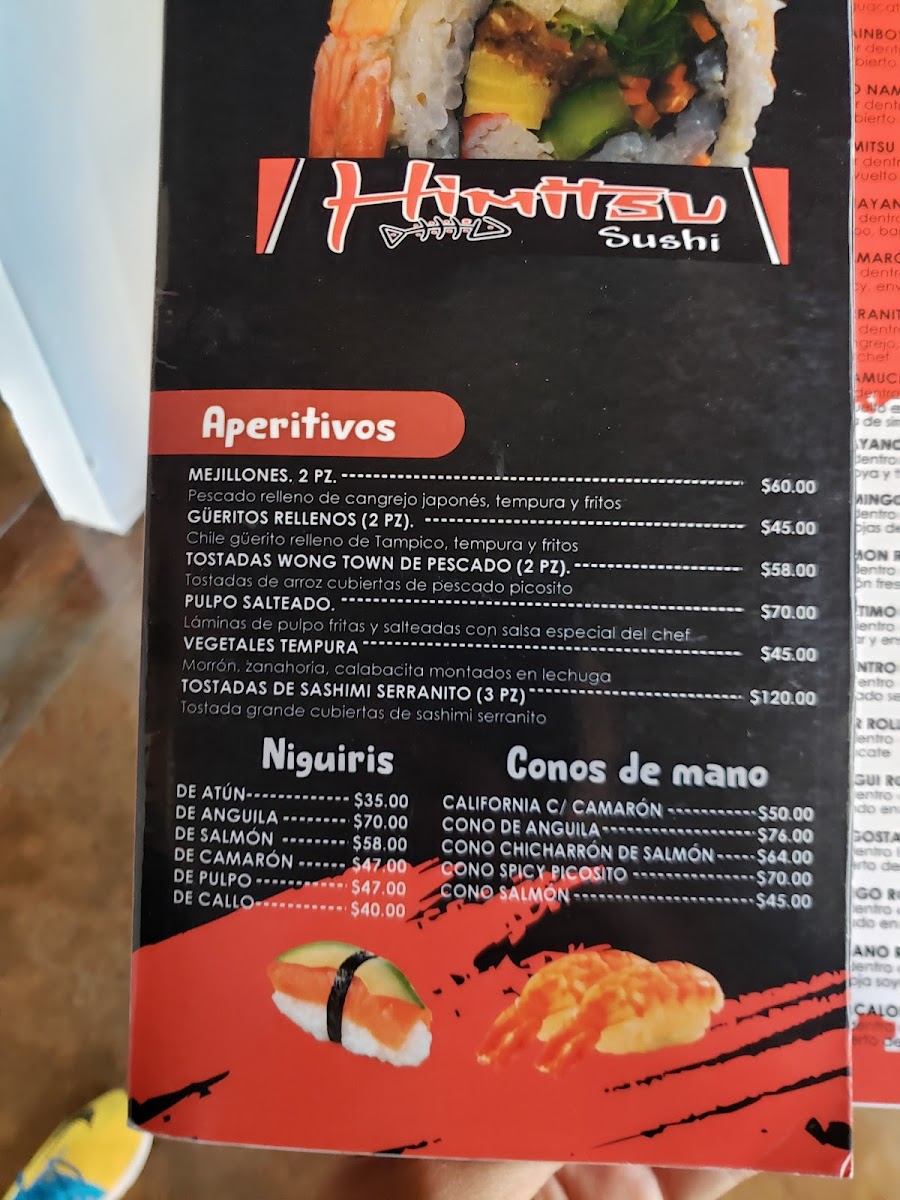 Himitsu
Sushi
Aperitivos
MEJILLONES. 2 PZ. $60.00
Pescado relleno de cangrejo japonés, tempura y fritos
GÜERITOS RELLENOS (2 PZ). $45.00
Chile güerito relleno de Tampico, tempura y fritos
TOSTADAS WONG TOWN DE PESCADO (2 PZ). $58.00
Tostadas de arroz cubiertas de pescado picosito
PULPO SALTEADO. $70.00
Láminas de pulpo fritas y salteadas con salsa especial del chef
VEGETALES TEMPURA $45.00
Morrón, zanahoria, calabacita montados en lechuga
TOSTADAS DE SASHIMI SERRANITO (3 PZ) $120.00
Tostada grande cubiertas de sashimi serranito
Niguiris
DE ATÚN $35.00
DE ANGUILA $70.00
DE SALMÓN $58.00
DE CAMARÓN $47.00
DE PULPO $47.00
DE CALLO $40.00
Conos de mano
CALIFORNIA C/ CAMARÓN $50.00
CONO DE ANGUILA $76.00
CONO CHICHARRÓN DE SALMÓN $64.00
CONO SPICY PICOSITO $70.00
CONO SALMÓN $45.00